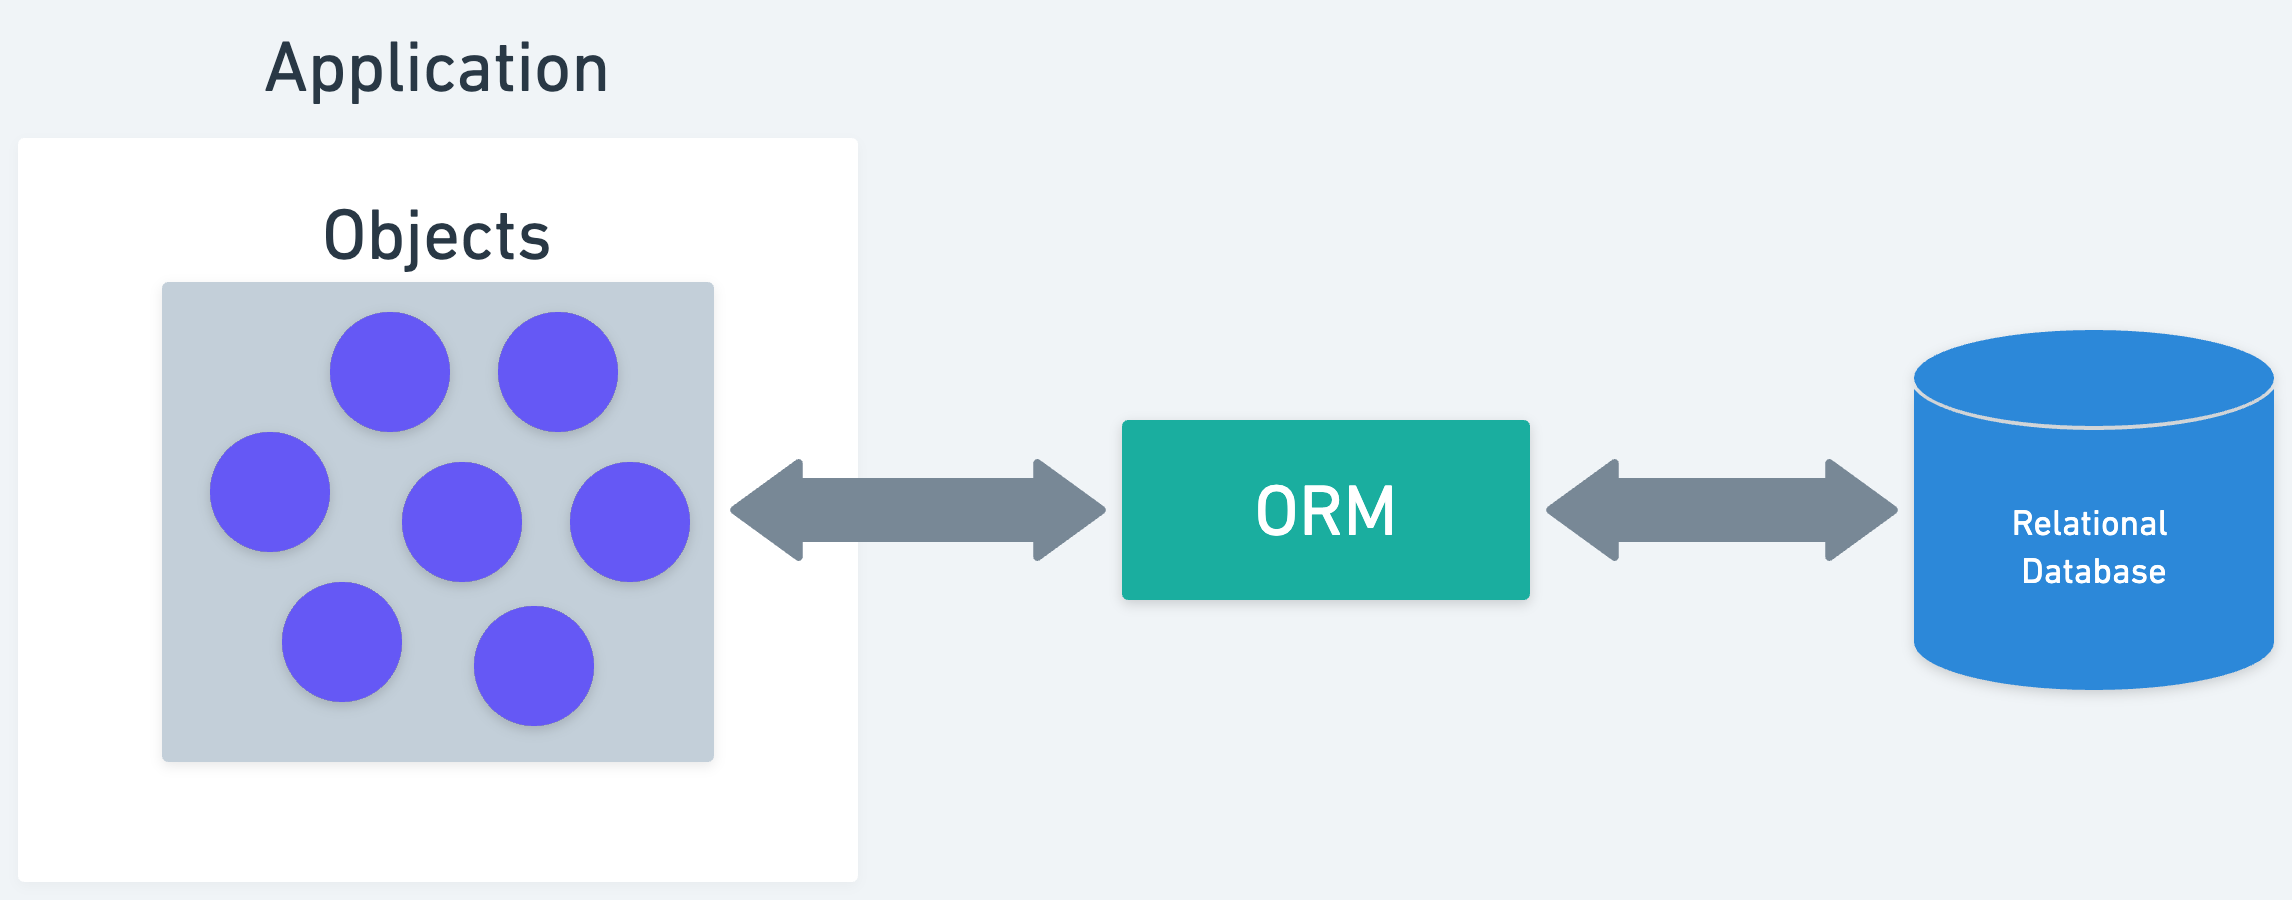 Application
Objects
ORM
Relational
Database